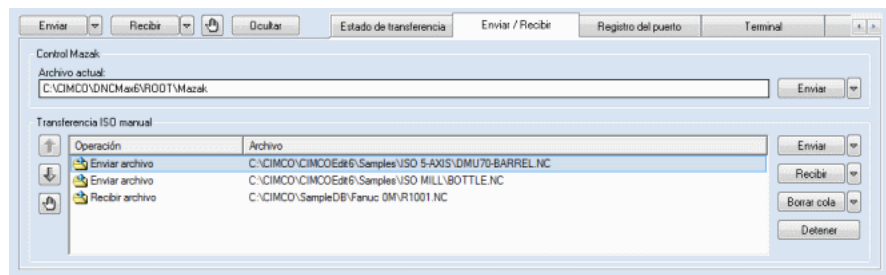 Enviar Recibir Ocultar Estado de transferencia Enviar / Recibir Registro del puerto Terminal
Control Mazak
Archivo actual:
C:\CIMCO\DNCMax6\ROOT\Mazak Enviar
Transferencia ISO manual
Operación Archivo Enviar
Enviar archivo C:\CIMCO\CIMCOEdit6\Samples\ISO 5-AXIS\DMU70-BARREL.NC
Enviar archivo C:\CIMCO\CIMCOEdit6\Samples\ISO MILL\BOTTLE.NC Recibir
Recibir archivo C:\CIMCO\SampleDB\Fanuc 0M\R1001.NC Borrar cola
Detener